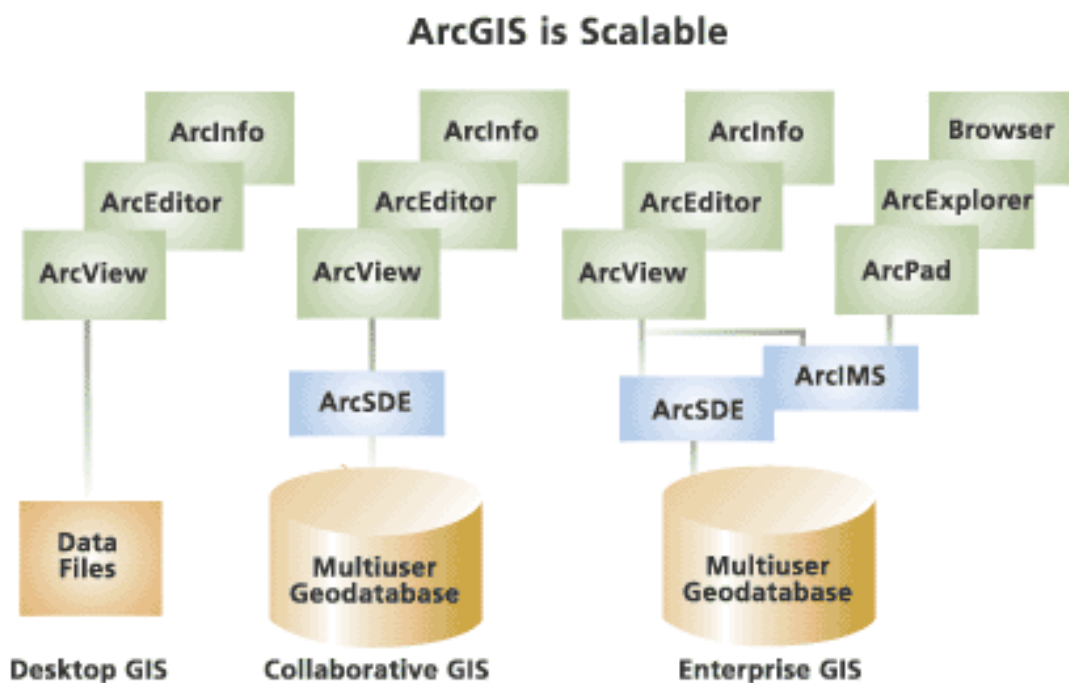 ArcGIS is Scalable
ArcInfo
ArcEditor
ArcView
Data
Files
Desktop GIS
ArcInfo
ArcEditor
ArcView
ArcSDE
Multiuser
Geodatabase
Collaborative GIS
ArcInfo
ArcEditor
ArcView
Browser
ArcExplorer
ArcPad
ArcIMS
ArcSDE
Multiuser
Geodatabase
Enterprise GIS